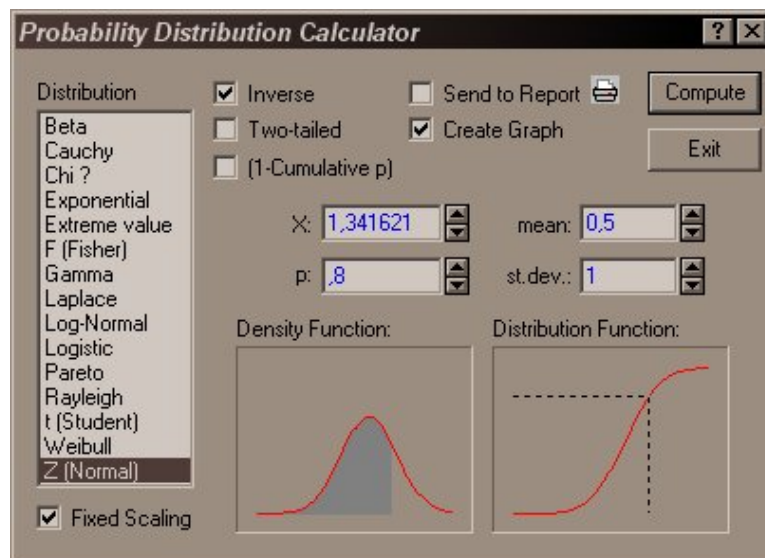 Probability Distribution Calculator
? X
Distribution
Beta
Cauchy
Chi ?
Exponential
Extreme value
F (Fisher)
Gamma
Laplace
Log-Normal
Logistic
Pareto
Rayleigh
t (Student)
Weibull
Z (Normal)
Fixed Scaling
Inverse
Two-tailed
(1-Cumulative p)
Send to Report
Create Graph
Compute
Exit
X: 1,341621
mean: 0,5
p: ,8
st.dev.: 1
Density Function:
Distribution Function: